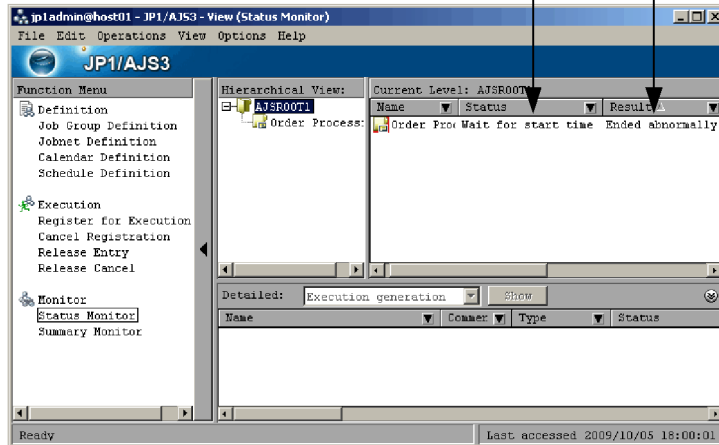 jp1admin@host01 - JP1/AJS3 - View (Status Monitor)
File Edit Operations View Options Help
JP1/AJS3
Function Menu
Definition
Job Group Definition
Jobnet Definition
Calendar Definition
Schedule Definition
Execution
Register for Execution
Cancel Registration
Release Entry
Release Cancel
Monitor
Status Monitor
Summary Monitor
Hierarchical View:
AJSROOT1
Order Process:
Current Level: AJSROOT1
Name Status Result
Order Pro Wait for start time Ended abnormally
Detailed: Execution generation Show
Name Commen Type Status
Ready Last accessed 2009/10/05 18:00:01